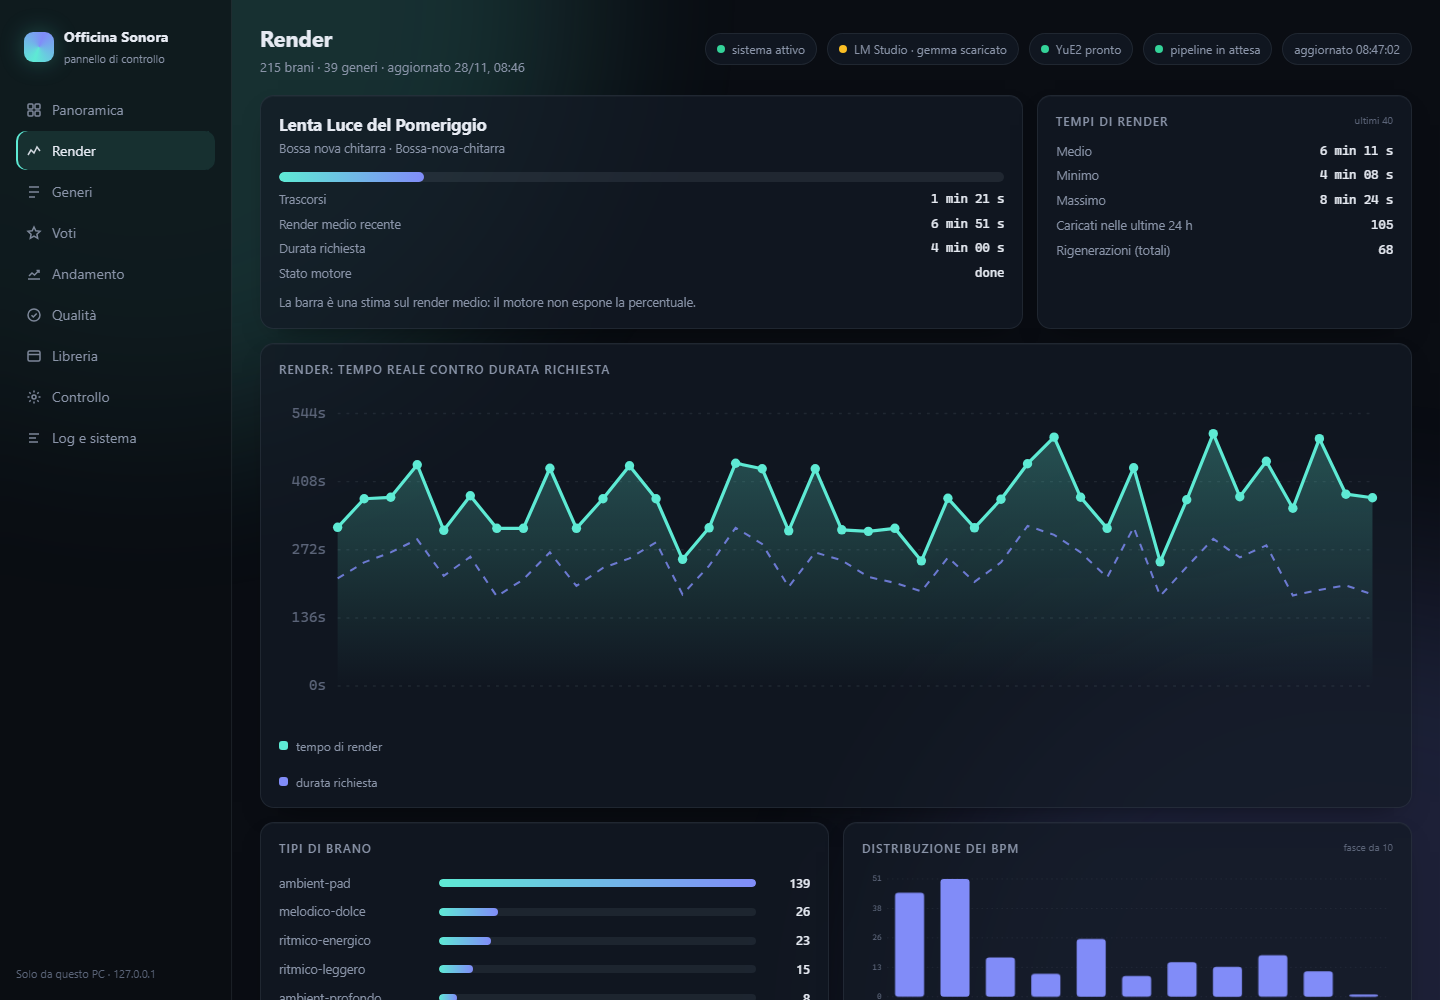 Officina Sonora
pannello di controllo
Panoramica
Render
Generi
Voti
Andamento
Qualità
Libreria
Controllo
Log e sistema
Solo da questo PC · 127.0.0.1
Render
215 brani · 39 generi · aggiornato 28/11, 08:46
sistema attivo
LM Studio · gemma scaricato
YuE2 pronto
pipeline in attesa
aggiornato 08:47:02
Lenta Luce del Pomeriggio
Bossa nova chitarra · Bossa-nova-chitarra
Trascorsi 1 min 21 s
Render medio recente 6 min 51 s
Durata richiesta 4 min 00 s
Stato motore done
La barra è una stima sul render medio: il motore non espone la percentuale.
TEMPI DI RENDER ultimi 40
Medio 6 min 11 s
Minimo 4 min 08 s
Massimo 8 min 24 s
Caricati nelle ultime 24 h 105
Rigenerazioni (totali) 68
RENDER: TEMPO REALE CONTRO DURATA RICHIESTA
544s
408s
272s
136s
0s
tempo di render
durata richiesta
TIPI DI BRANO
ambient-pad 139
melodico-dolce 26
ritmico-energico 23
ritmico-leggero 15
ambient-profondo 8
DISTRIBUZIONE DEI BPM fasce da 10
51
38
26
13
0